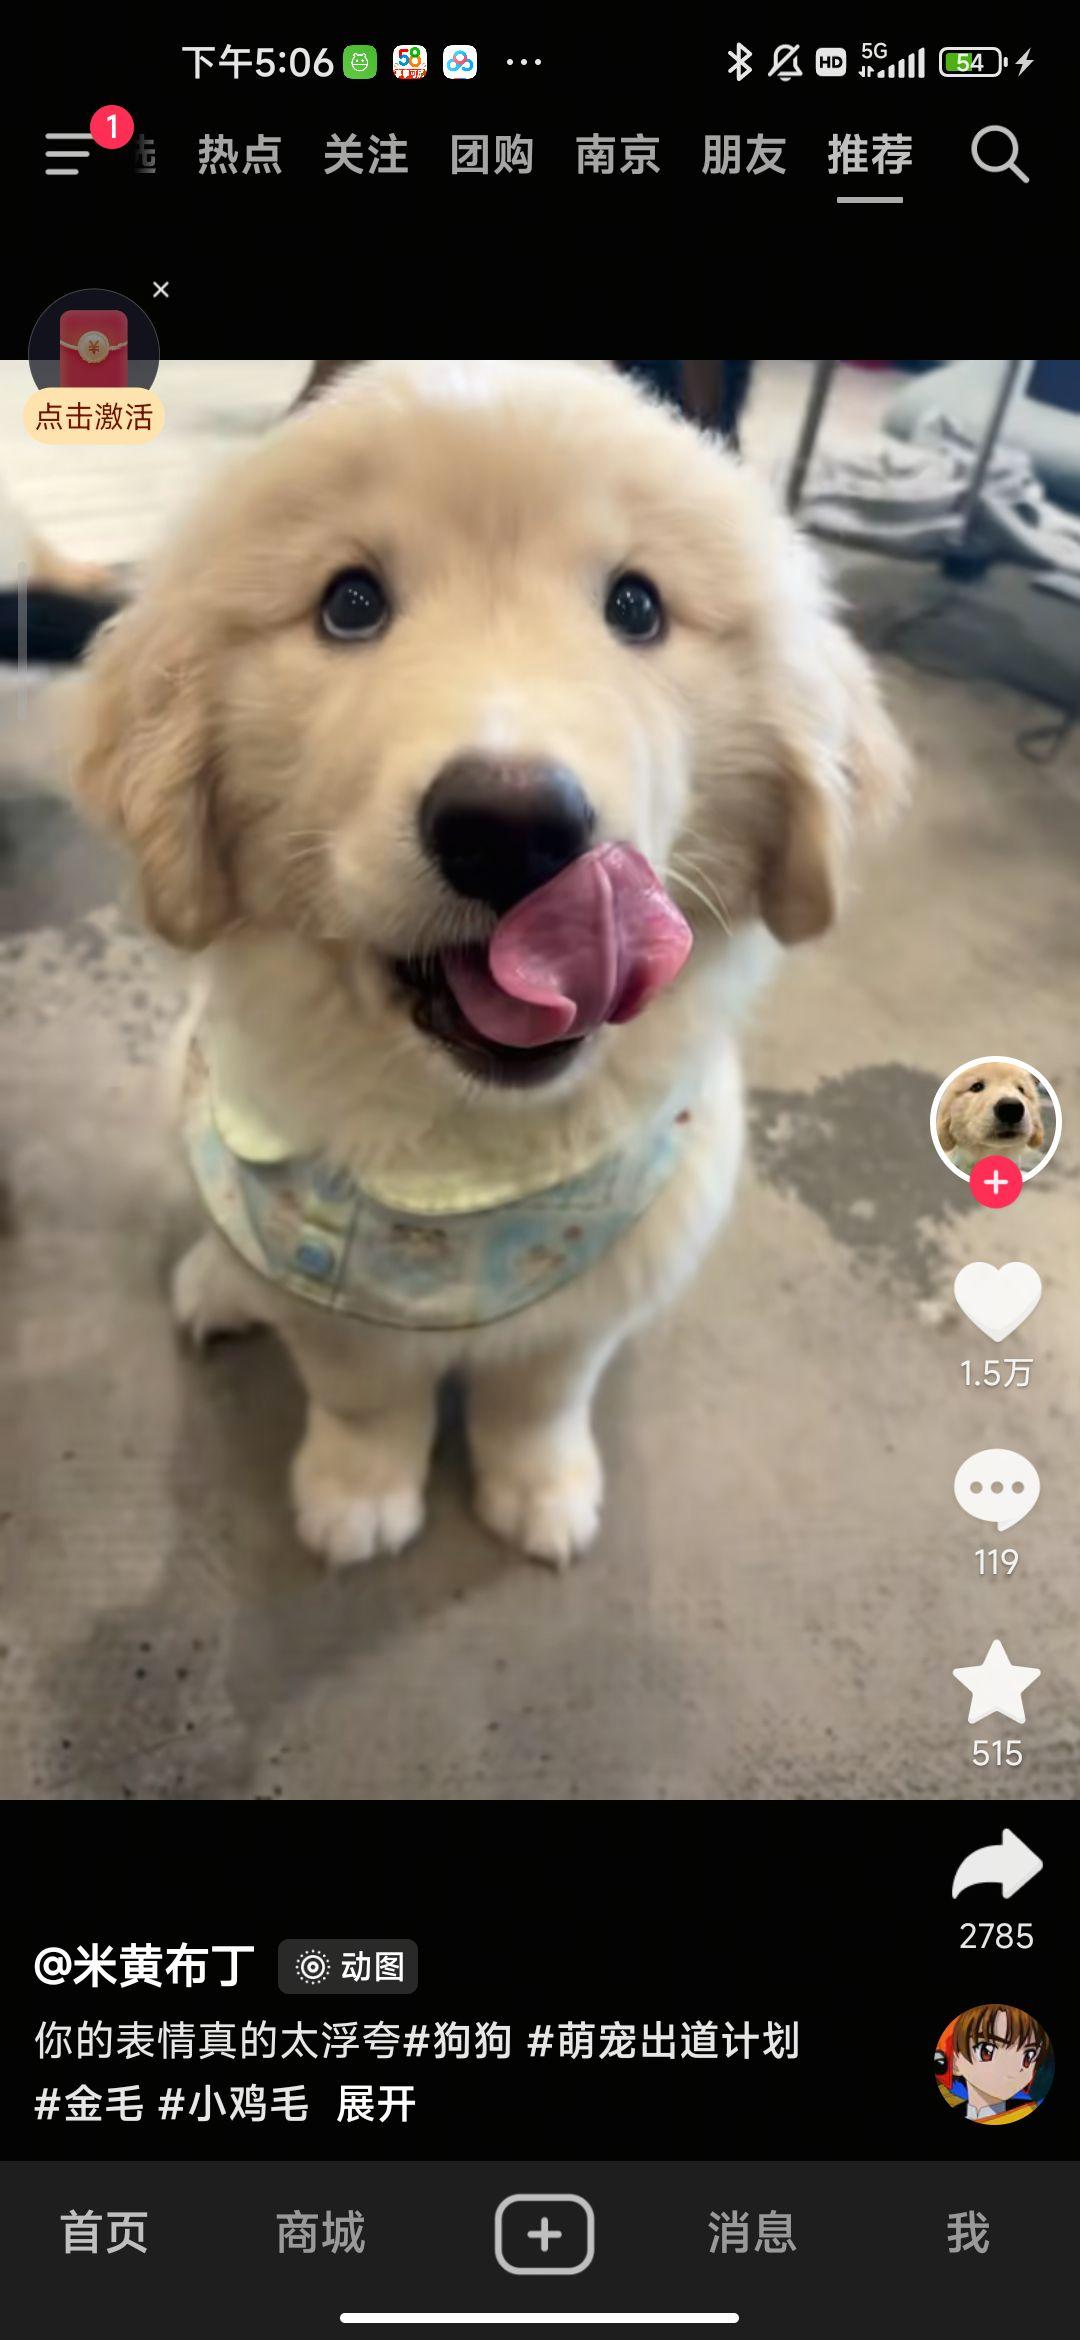 下午5:06
58
HD
5G
54
1
选 热点 关注 团购 南京 朋友 推荐
点击激活
1.5万
119
515
2785
@米黄布丁 动图
你的表情真的太浮夸#狗狗 #萌宠出道计划
#金毛 #小鸡毛 展开
首页 商城 消息 我